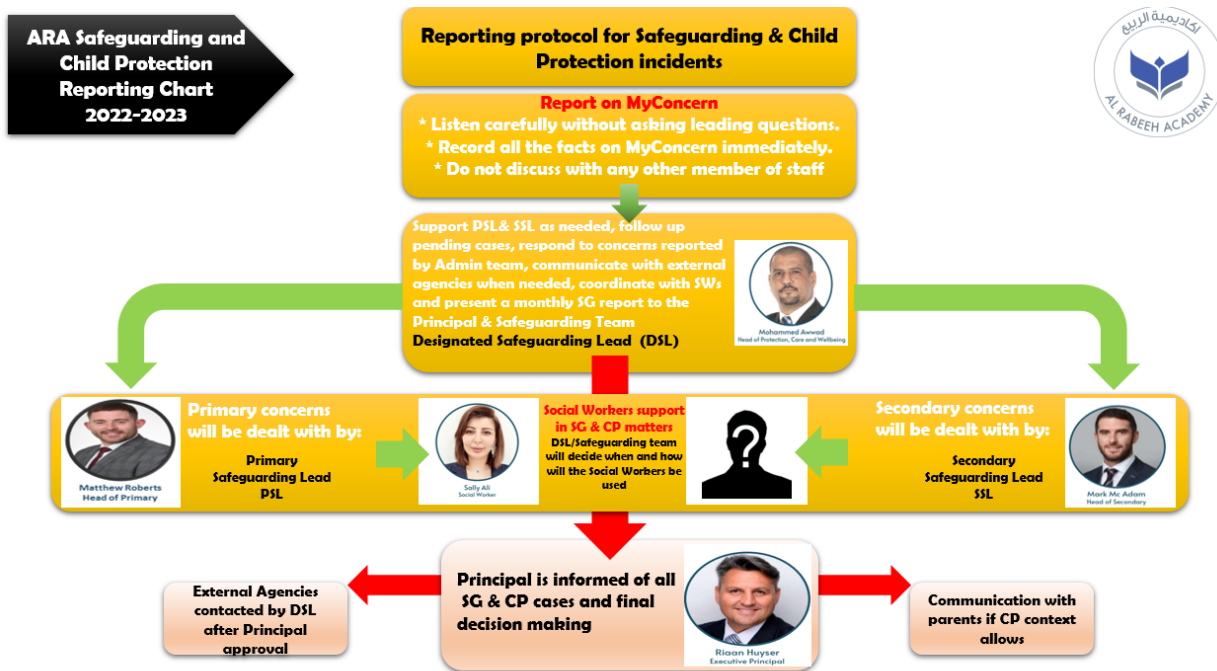 ARA Safeguarding and
Child Protection
Reporting Chart
2022-2023
Reporting protocol for Safeguarding & Child
Protection incidents
اكاديمية الربيع
AL RABEEH ACADEMY
Report on MyConcern
* Listen carefully without asking leading questions.
* Record all the facts on MyConcern immediately.
* Do not discuss with any other member of staff
Support PSL& SSL as needed, follow up
pending cases, respond to concerns reported
by Admin team, communicate with external
agencies when needed, coordinate with SWs
and present a monthly SG report to the
Principal & Safeguarding Team
Designated Safeguarding Lead (DSL)
Mohammed Awwad
Head of Protection, Care and Wellbeing
Matthew Roberts
Head of Primary
Primary concerns
will be dealt with by:
Primary
Safeguarding Lead
PSL
Sally Ali
Social Worker
Social Workers support
in SG & CP matters
DSL/Safeguarding team
will decide when and how
will the Social Workers be
used
?
Secondary concerns
will be dealt with by:
Secondary
Safeguarding Lead
SSL
Mark Mc Adam
Head of Secondary
External Agencies
contacted by DSL
after Principal
approval
Principal is informed of all
SG & CP cases and final
decision making
Riaan Huyser
Executive Principal
Communication with
parents if CP context
allows